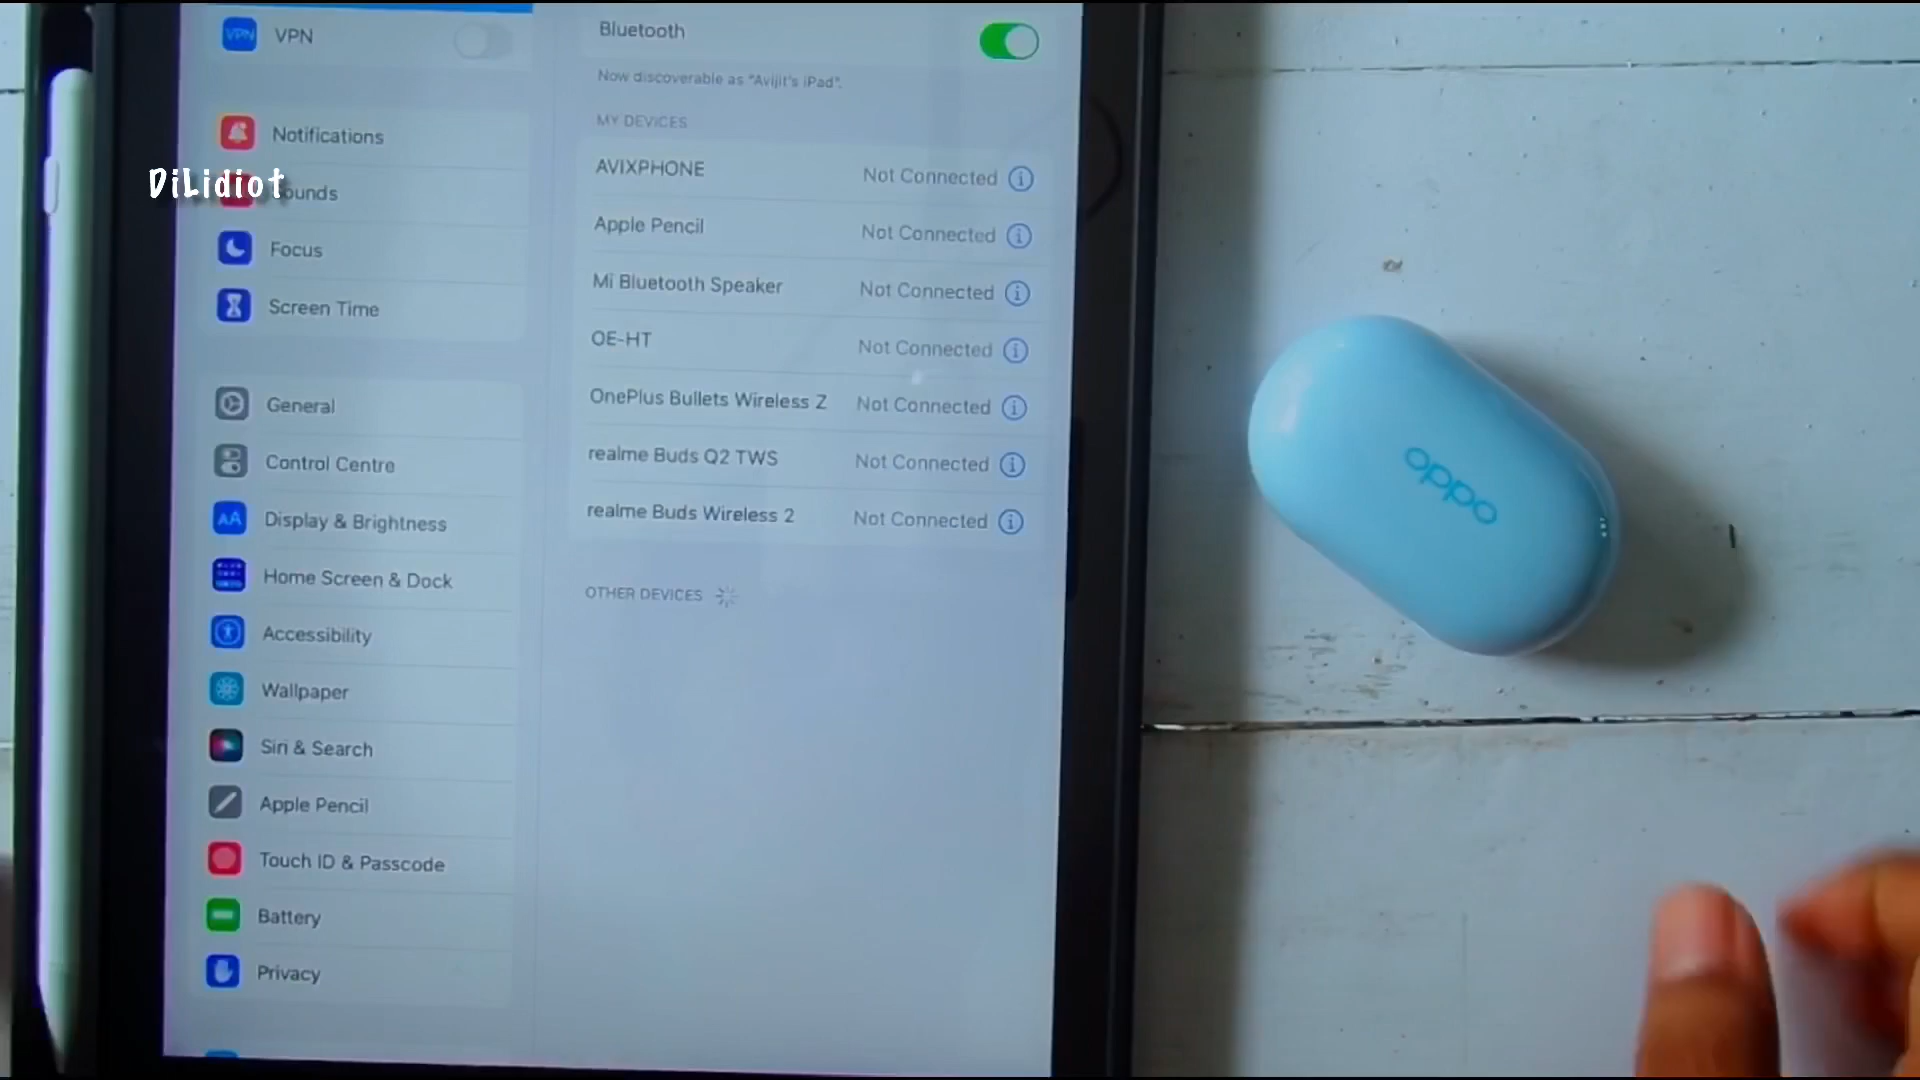 VPN
VPN
Notifications
DiLidiot
Sounds
Focus
Screen Time
General
Control Centre
AA
Display & Brightness
Home Screen & Dock
Accessibility
Wallpaper
Siri & Search
Apple Pencil
Touch ID & Passcode
Battery
Privacy
Bluetooth
Now discoverable as "Avijit's iPad".
MY DEVICES
AVIXPHONE Not Connected
Apple Pencil Not Connected
Mi Bluetooth Speaker Not Connected
OE-HT Not Connected
OnePlus Bullets Wireless Z Not Connected
realme Buds Q2 TWS Not Connected
realme Buds Wireless 2 Not Connected
OTHER DEVICES
oppo